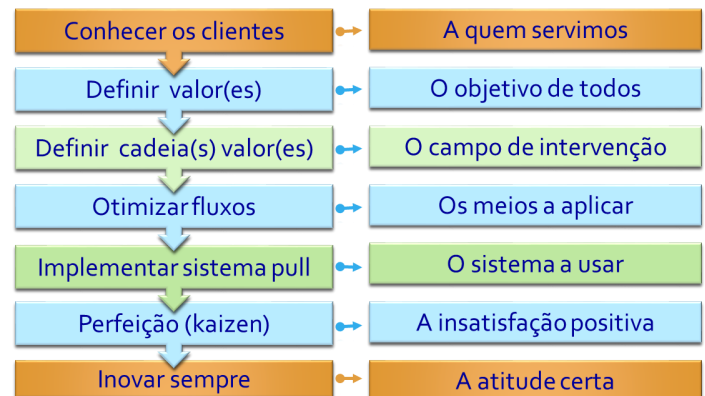 Conhecer os clientes
A quem servimos
Definir valor(es)
O objetivo de todos
Definir cadeia(s) valor(es)
O campo de intervenção
Otimizar fluxos
Os meios a aplicar
Implementar sistema pull
O sistema a usar
Perfeição (kaizen)
A insatisfação positiva
Inovar sempre
A atitude certa